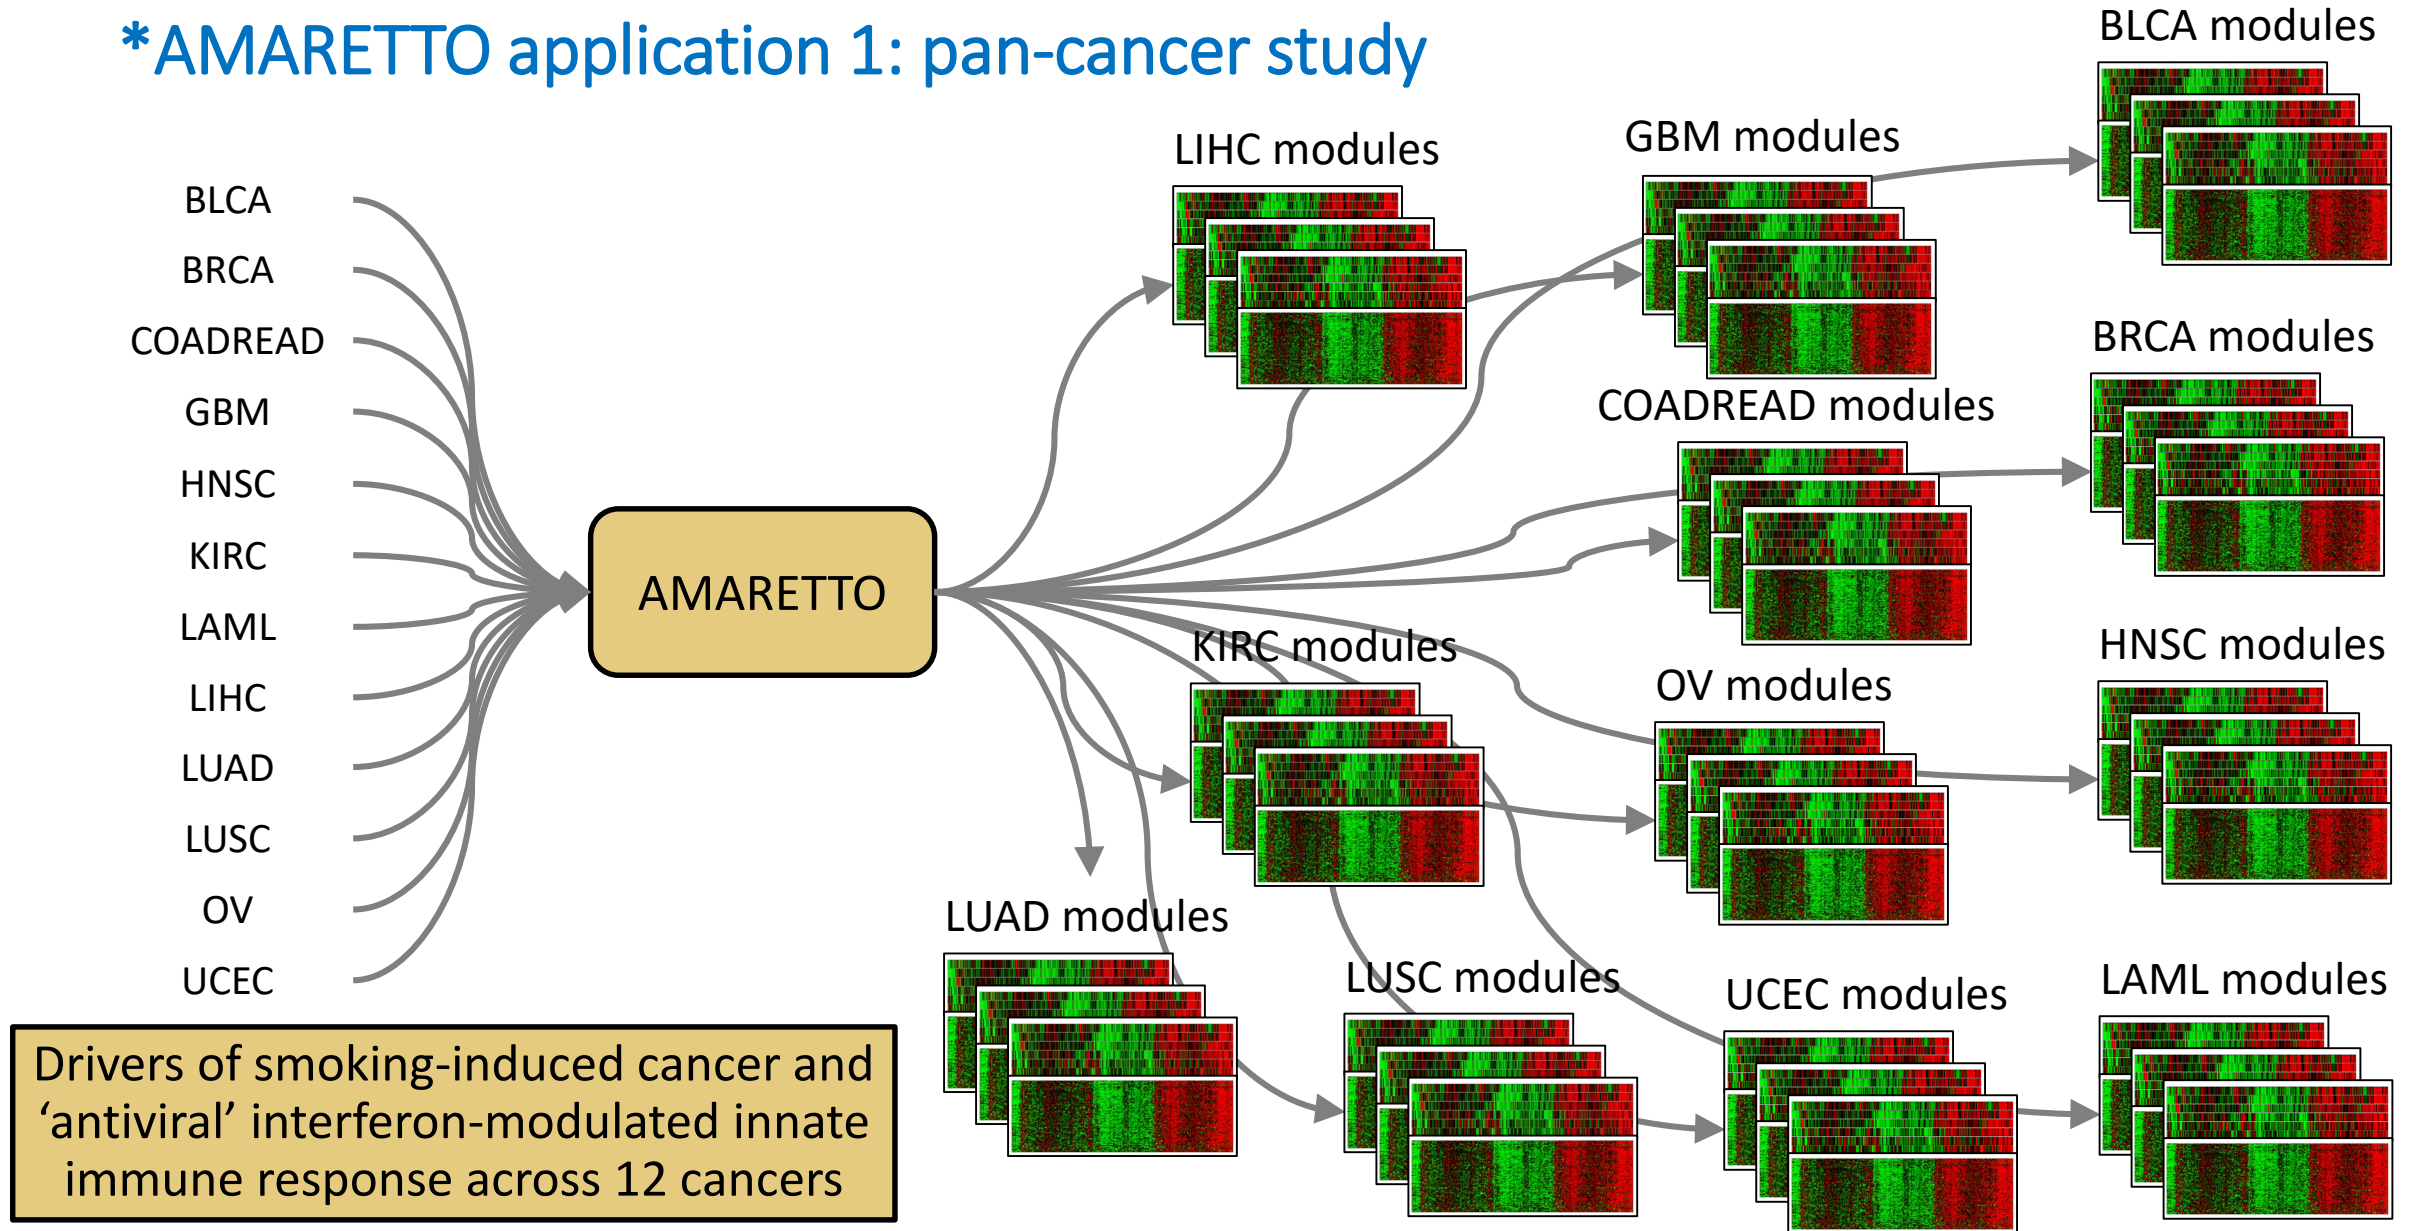 *AMARETTO application 1: pan-cancer study
BLCA
BRCA
COADREAD
GBM
HNSC
KIRC
LAML
LIHC
LUAD
LUSC
OV
UCEC
AMARETTO
LIHC modules
GBM modules
BLCA modules
COADREAD modules
BRCA modules
KIRC modules
OV modules
HNSC modules
LUAD modules
LUSC modules
UCEC modules
LAML modules
Drivers of smoking-induced cancer and
‘antiviral’ interferon-modulated innate
immune response across 12 cancers